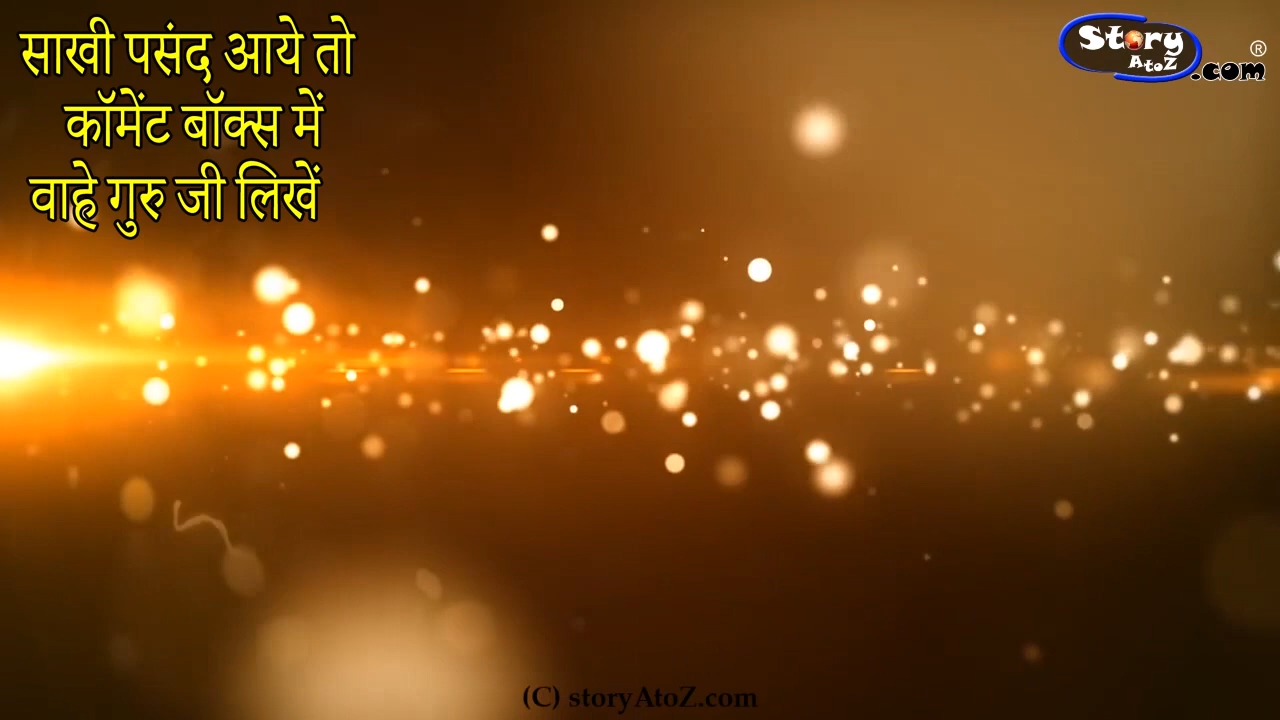 साखी पसंद आये तो
कॉमेंट बॉक्स में
वाहे गुरु जी लिखें
Story
AtoZ
.com
®
(C) storyAtoZ.com